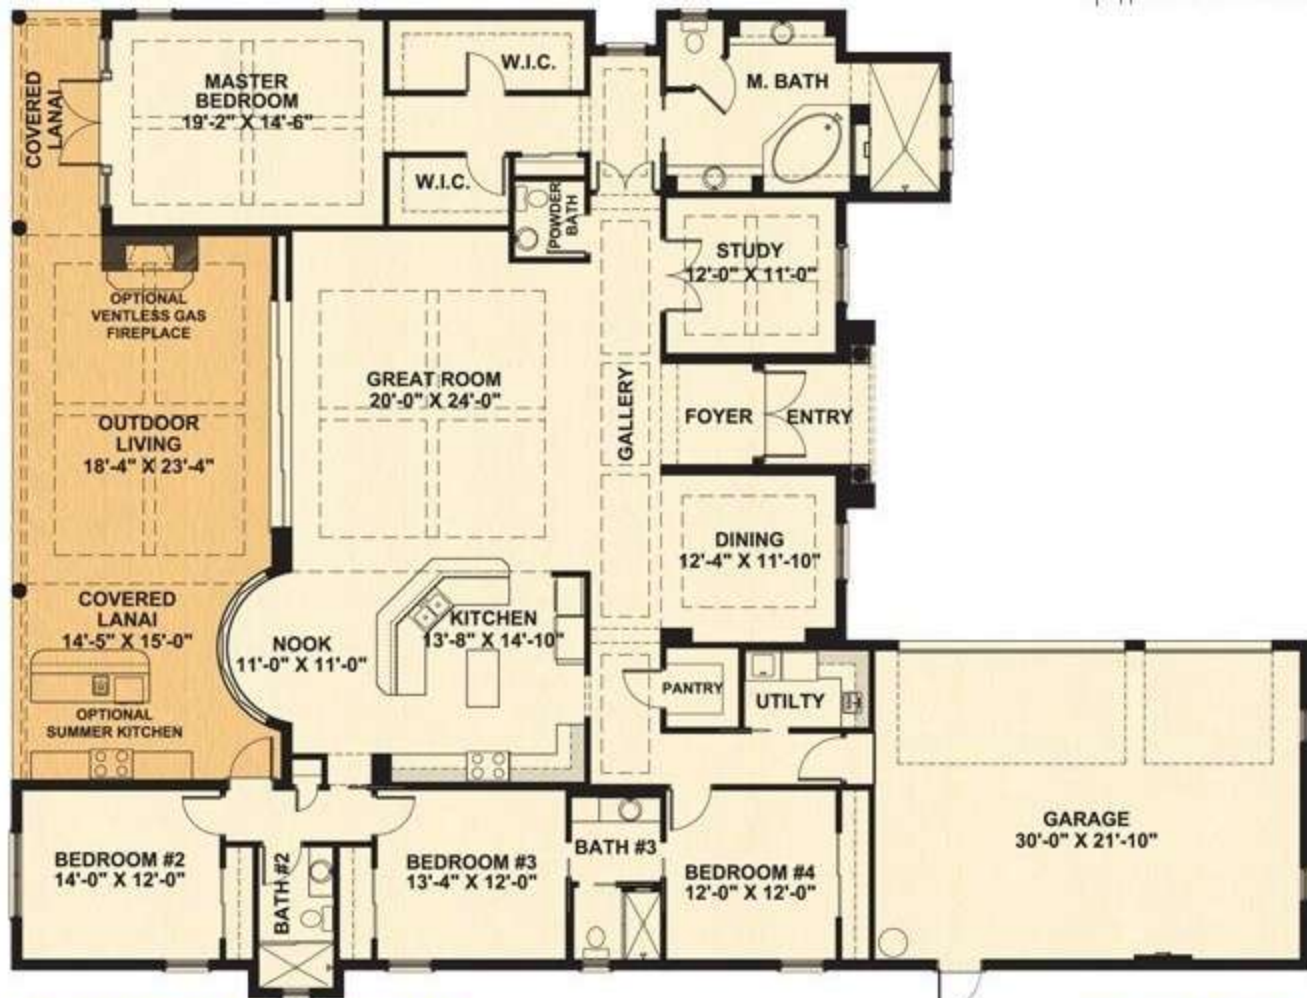 COVERED
LANAI
MASTER
BEDROOM
19'-2" X 14'-6"
W.I.C.
W.I.C.
POWDER
BATH
M. BATH
STUDY
12'-0" X 11'-0"
OPTIONAL
VENTLESS GAS
FIREPLACE
GREAT ROOM
20'-0" X 24'-0"
GALLERY
FOYER
ENTRY
OUTDOOR
LIVING
18'-4" X 23'-4"
DINING
12'-4" X 11'-10"
COVERED
LANAI
14'-5" X 15'-0"
NOOK
11'-0" X 11'-0"
KITCHEN
13'-8" X 14'-10"
PANTRY
UTILTY
OPTIONAL
SUMMER KITCHEN
BEDROOM #2
14'-0" X 12'-0"
BATH #2
BEDROOM #3
13'-4" X 12'-0"
BATH #3
BEDROOM #4
12'-0" X 12'-0"
GARAGE
30'-0" X 21'-10"